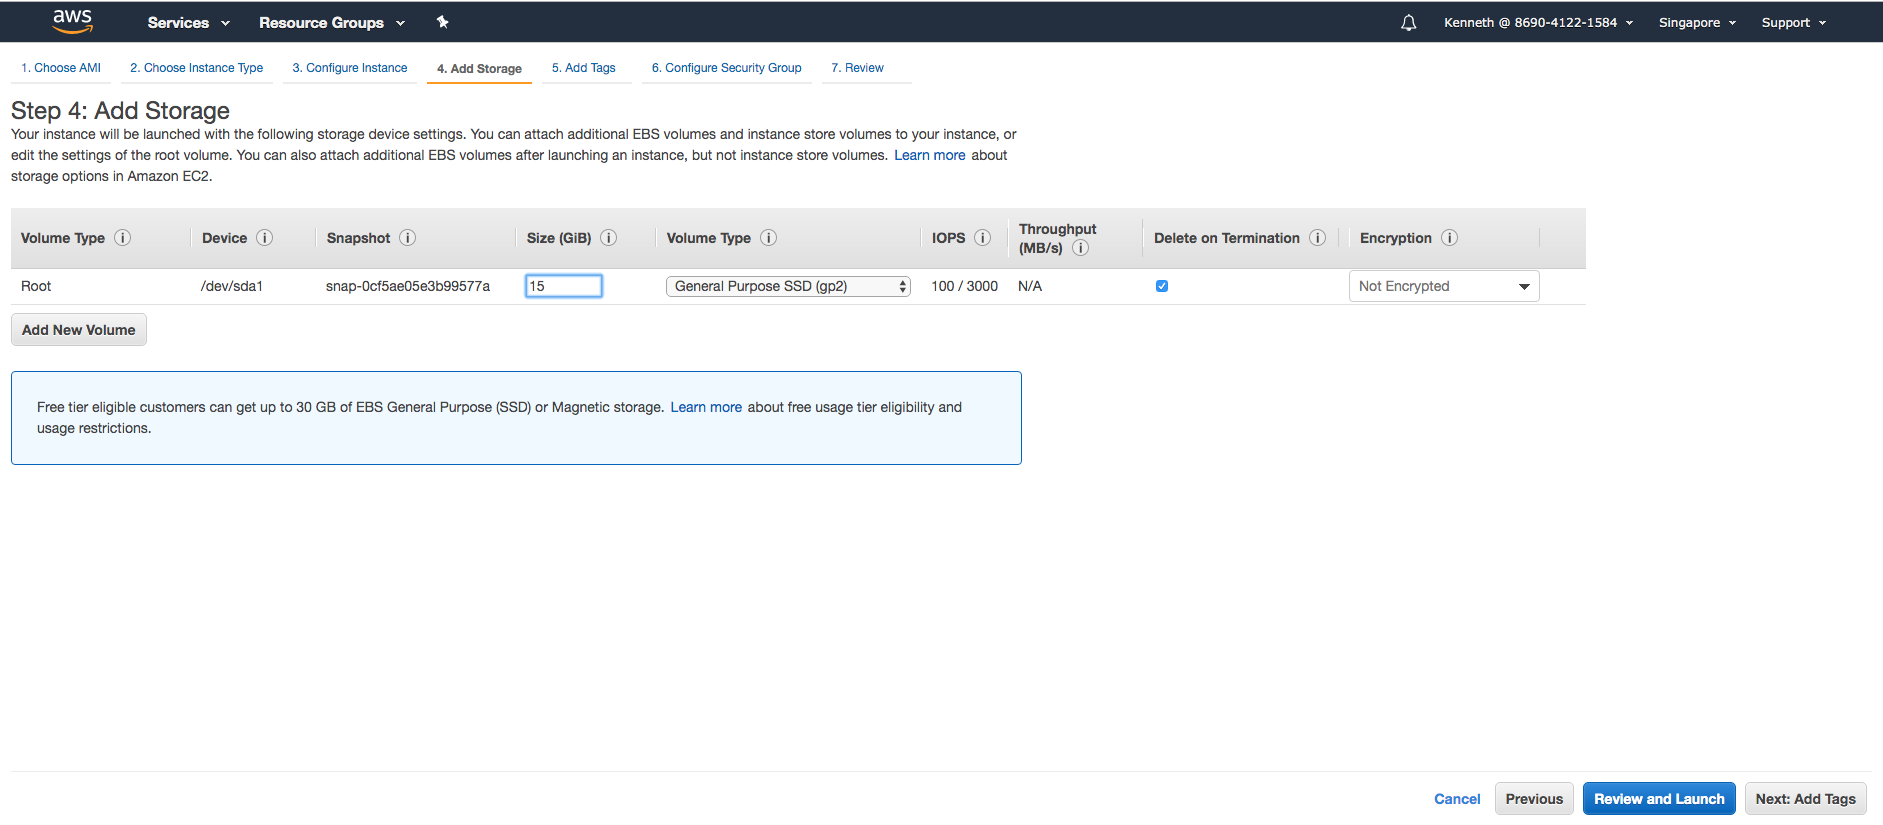 aws Services Resource Groups Kenneth @ 8690-4122-1584 Singapore Support
1. Choose AMI 2. Choose Instance Type 3. Configure Instance 4. Add Storage 5. Add Tags 6. Configure Security Group 7. Review
Step 4: Add Storage
Your instance will be launched with the following storage device settings. You can attach additional EBS volumes and instance store volumes to your instance, or
edit the settings of the root volume. You can also attach additional EBS volumes after launching an instance, but not instance store volumes. Learn more about
storage options in Amazon EC2.
Volume Type i Device i Snapshot i Size (GiB) i Volume Type i IOPS i Throughput (MB/s) i Delete on Termination i Encryption i
Root /dev/sda1 snap-0cf5ae05e3b99577a 15 General Purpose SSD (gp2) 100 / 3000 N/A Not Encrypted
Add New Volume
Free tier eligible customers can get up to 30 GB of EBS General Purpose (SSD) or Magnetic storage. Learn more about free usage tier eligibility and
usage restrictions.
Cancel Previous Review and Launch Next: Add Tags